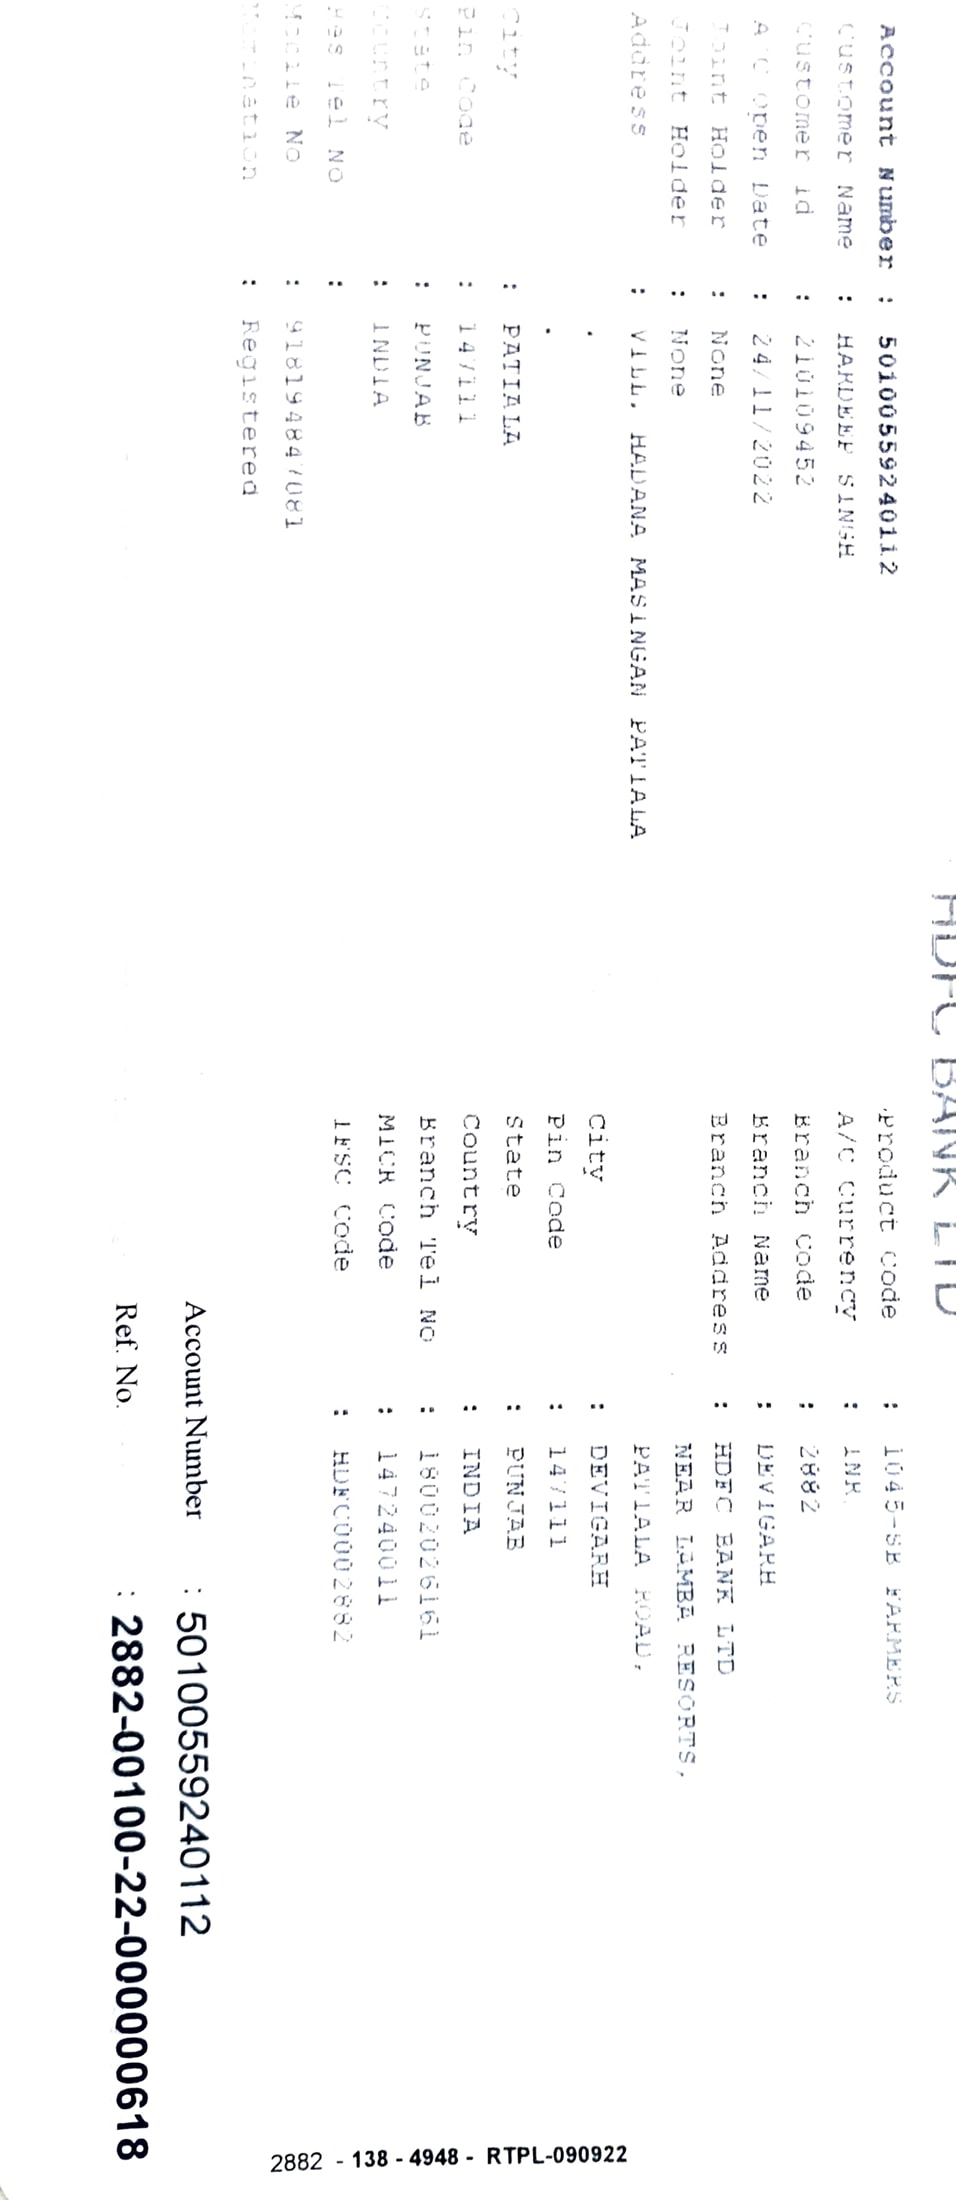 HDFC BANK LTD
Account Number : 50100559240112
Customer Name : HARDEEP SINGH
Customer Id : 210109452
A/C Open Date : 24/11/2022
Joint Holder : None
Joint Holder : None
Address : VILL. HADANA MASINGAN PATIALA
.
.
City : PATIALA
Pin Code : 147111
State : PUNJAB
Country : INDIA
Res Tel No :
Mobile No : 918194847081
Nomination : Registered
Product Code : 1045-SB FARMERS
A/C Currency : INR
Branch Code : 2882
Branch Name : DEVIGARH
Branch Address : HDFC BANK LTD
NEAR LAMBA RESORTS,
PATIALA ROAD,
City : DEVIGARH
Pin Code : 147111
State : PUNJAB
Country : INDIA
Branch Tel No : 18002026161
MICR Code : 147240011
IFSC Code : HDFC0002882
Account Number : 50100559240112
Ref. No. : 2882-00100-22-000000618
2882 - 138 - 4948 - RTPL-090922